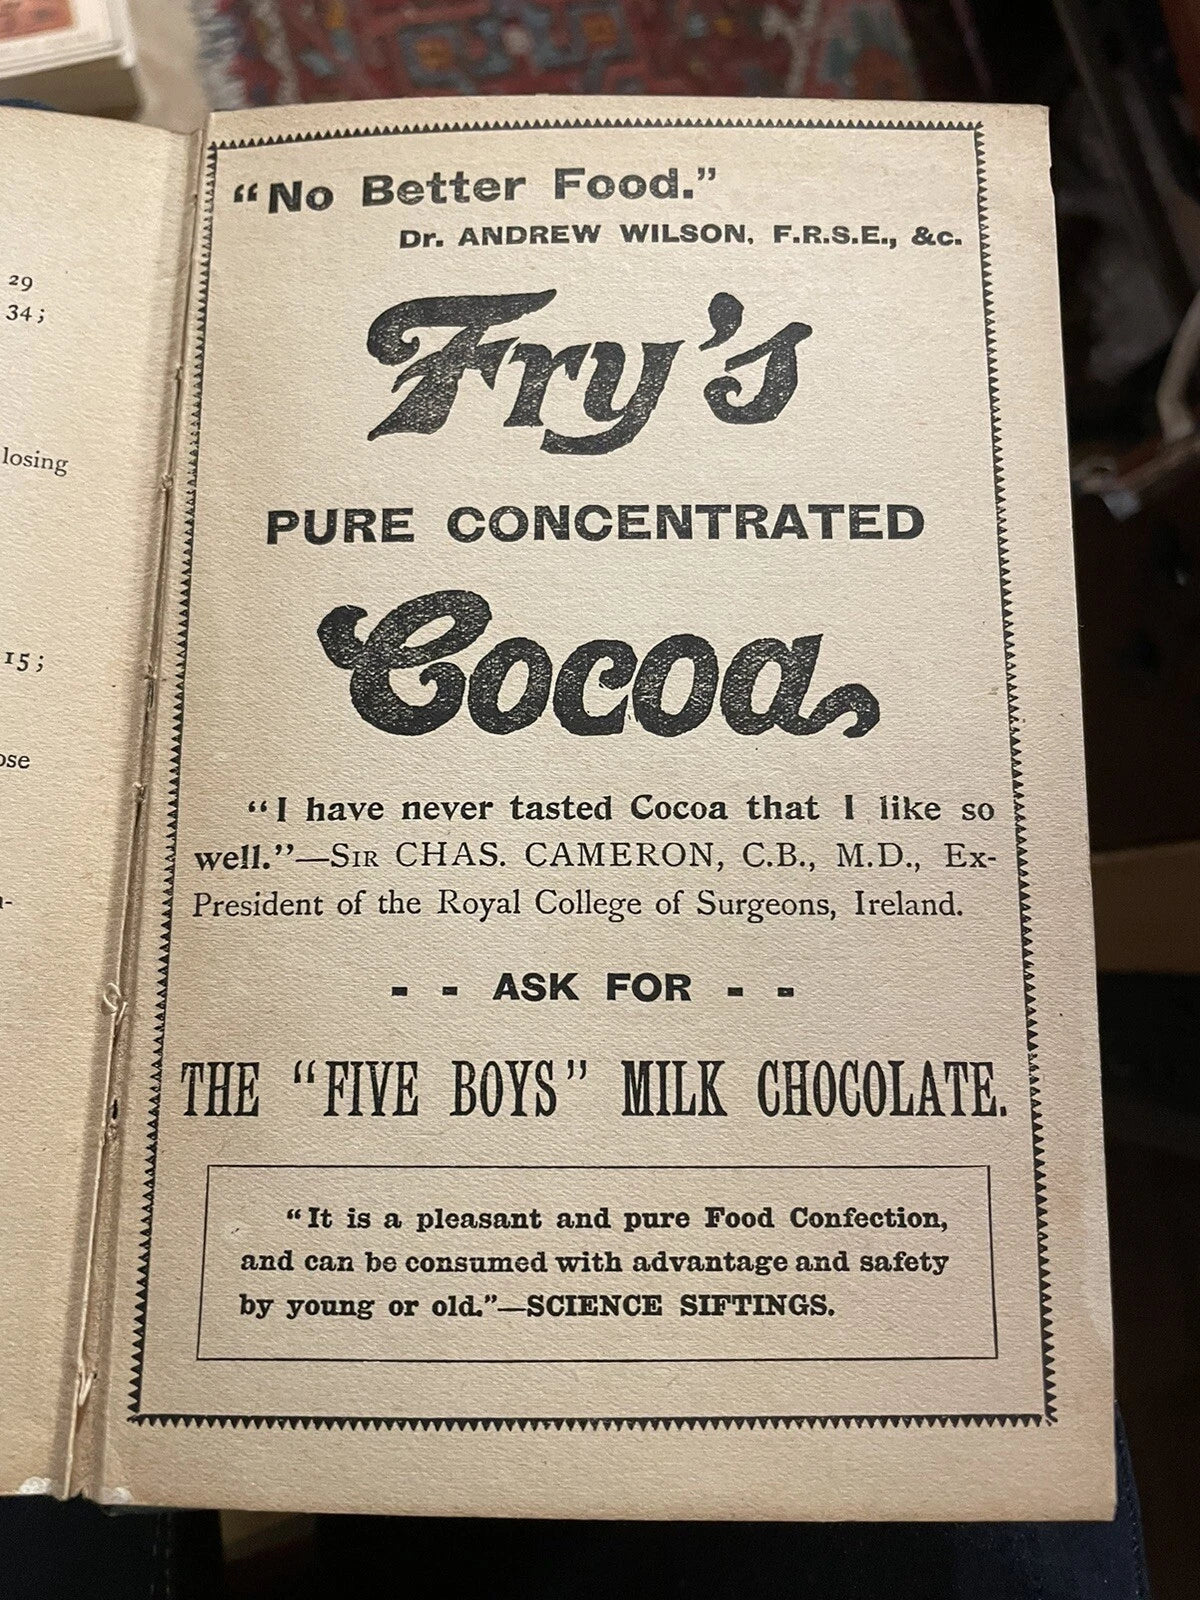 29
34;
losing
15;
"No Better Food."
Dr. ANDREW WILSON, F.R.S.E., &c.
Fry's
PURE CONCENTRATED
Cocoa
"I have never tasted Cocoa that I like so
well."—SIR CHAS. CAMERON, C.B., M.D., Ex-
President of the Royal College of Surgeons, Ireland.
- - ASK FOR - -
THE "FIVE BOYS" MILK CHOCOLATE.
"It is a pleasant and pure Food Confection,
and can be consumed with advantage and safety
by young or old."—SCIENCE SIFTINGS.